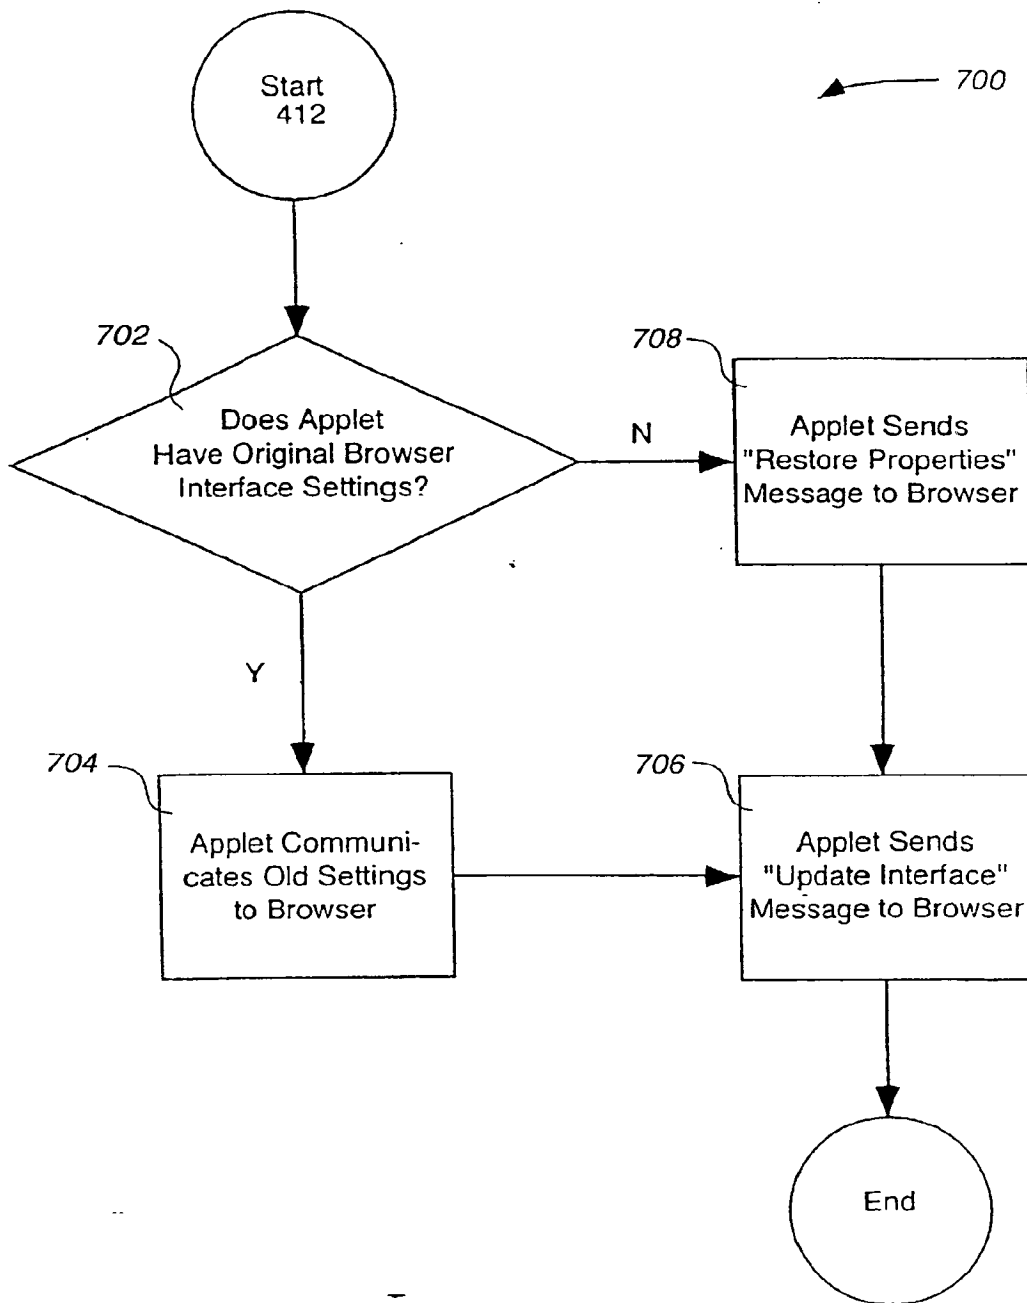 Start
412
700
702
Does Applet
Have Original Browser
Interface Settings?
N
708
Applet Sends
"Restore Properties"
Message to Browser
Y
704
Applet Communi-
cates Old Settings
to Browser
706
Applet Sends
"Update Interface"
Message to Browser
End